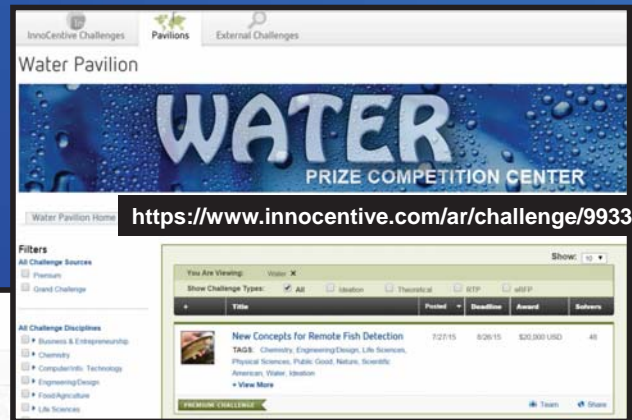 InnoCentive Challenges Pavilions External Challenges
Water Pavilion
WATER
PRIZE COMPETITION CENTER
Water Pavilion Home
https://www.innocentive.com/ar/challenge/9933
Filters
All Challenge Sources
Premium
Grand Challenge
All Challenge Disciplines
Business & Entrepreneurship
Chemistry
Computer/Info. Technology
Engineering/Design
Food/Agriculture
Life Sciences
Show: 10
You Are Viewing: Water X
Show Challenge Types: All Ideation Theoretical RTP eRFP
+ Title Posted Deadline Award Solvers
New Concepts for Remote Fish Detection 7/27/15 8/26/15 $20,000 USD 48
TAGS: Chemistry, Engineering/Design, Life Sciences,
Physical Sciences, Public Good, Nature, Scientific
American, Water, Ideation
+ View More
PREMIUM CHALLENGE Team Share